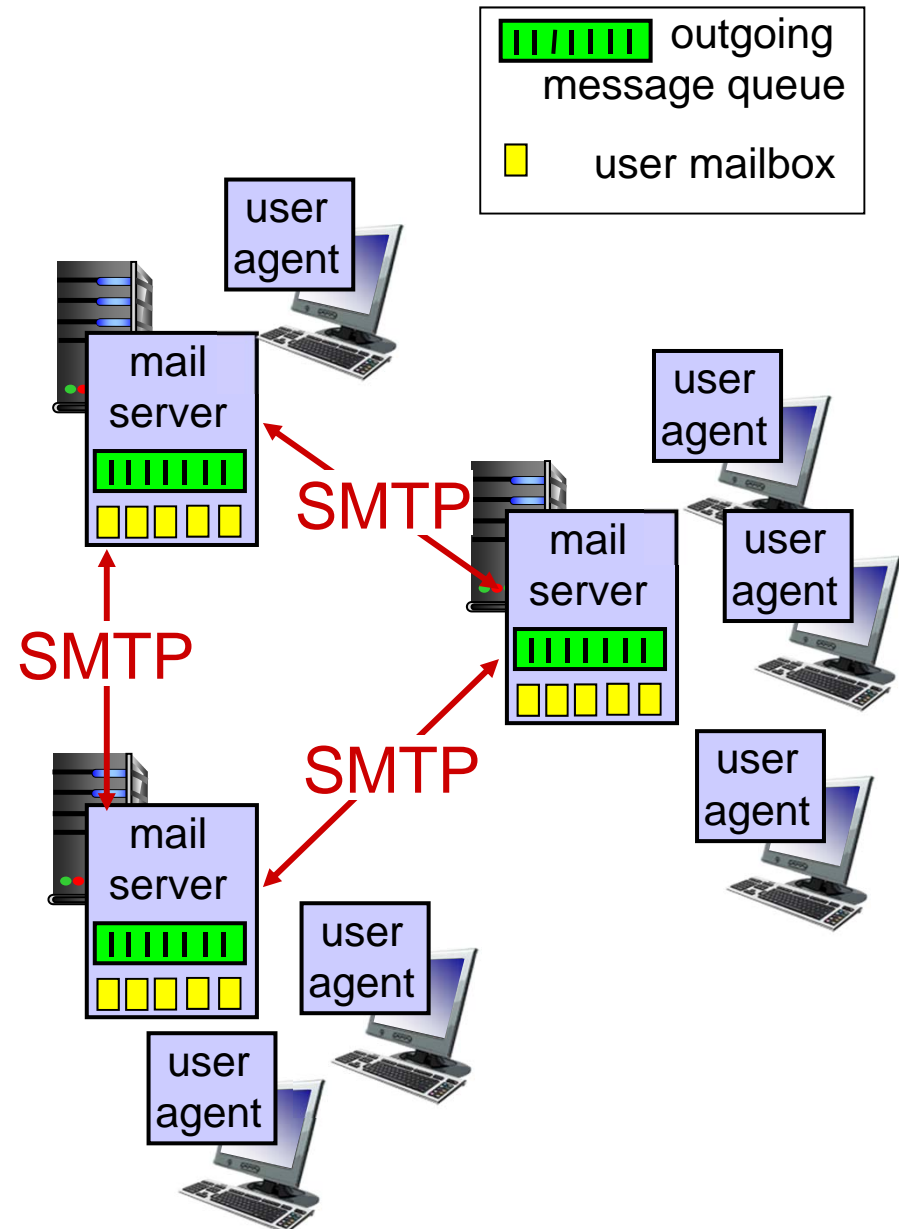 outgoing
message queue
user mailbox
user
agent
mail
server
SMTP
user
agent
mail
server
user
agent
SMTP
SMTP
user
agent
mail
server
user
agent
user
agent